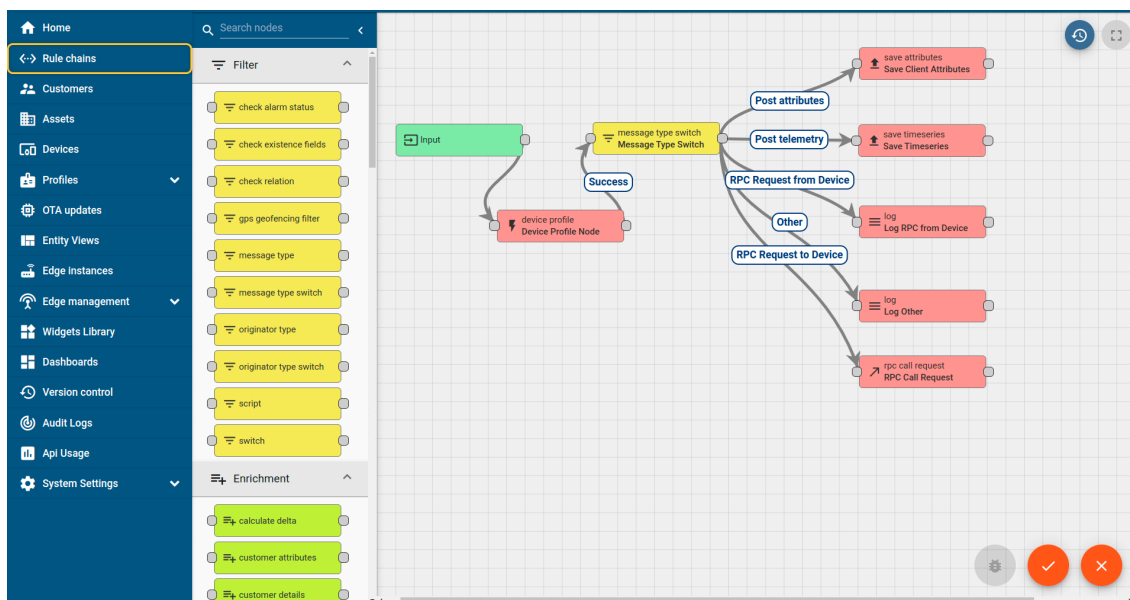 Home
Rule chains
Customers
Assets
Devices
Profiles
OTA updates
Entity Views
Edge instances
Edge management
Widgets Library
Dashboards
Version control
Audit Logs
Api Usage
System Settings
Search nodes
Filter
check alarm status
check existence fields
check relation
gps geofencing filter
message type
message type switch
originator type
originator type switch
script
switch
Enrichment
calculate delta
customer attributes
customer details
Input
device profile
Device Profile Node
Success
message type switch
Message Type Switch
Post attributes
Post telemetry
RPC Request from Device
Other
RPC Request to Device
save attributes
Save Client Attributes
save timeseries
Save Timeseries
log
Log RPC from Device
log
Log Other
rpc call request
RPC Call Request